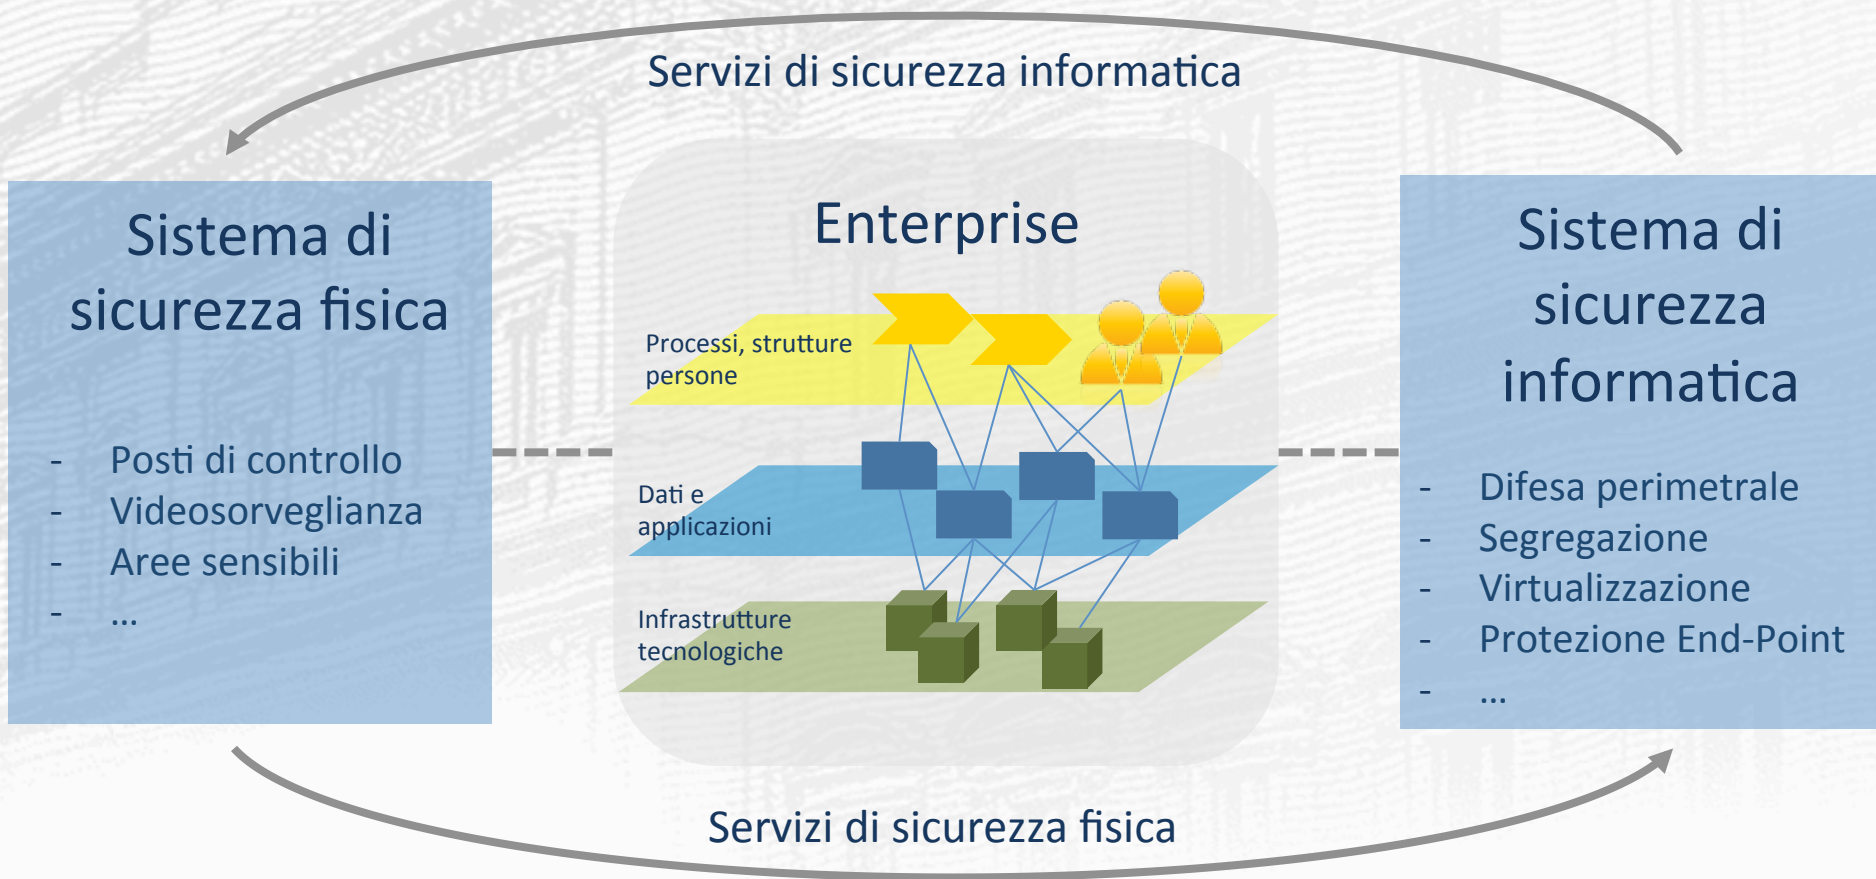 Servizi di sicurezza informatica
Sistema di
sicurezza fisica
- Posti di controllo
- Videosorveglianza
- Aree sensibili
- ...
Enterprise
Processi, strutture
persone
Dati e
applicazioni
Infrastrutture
tecnologiche
Sistema di
sicurezza
informatica
- Difesa perimetrale
- Segregazione
- Virtualizzazione
- Protezione End-Point
- ...
Servizi di sicurezza fisica